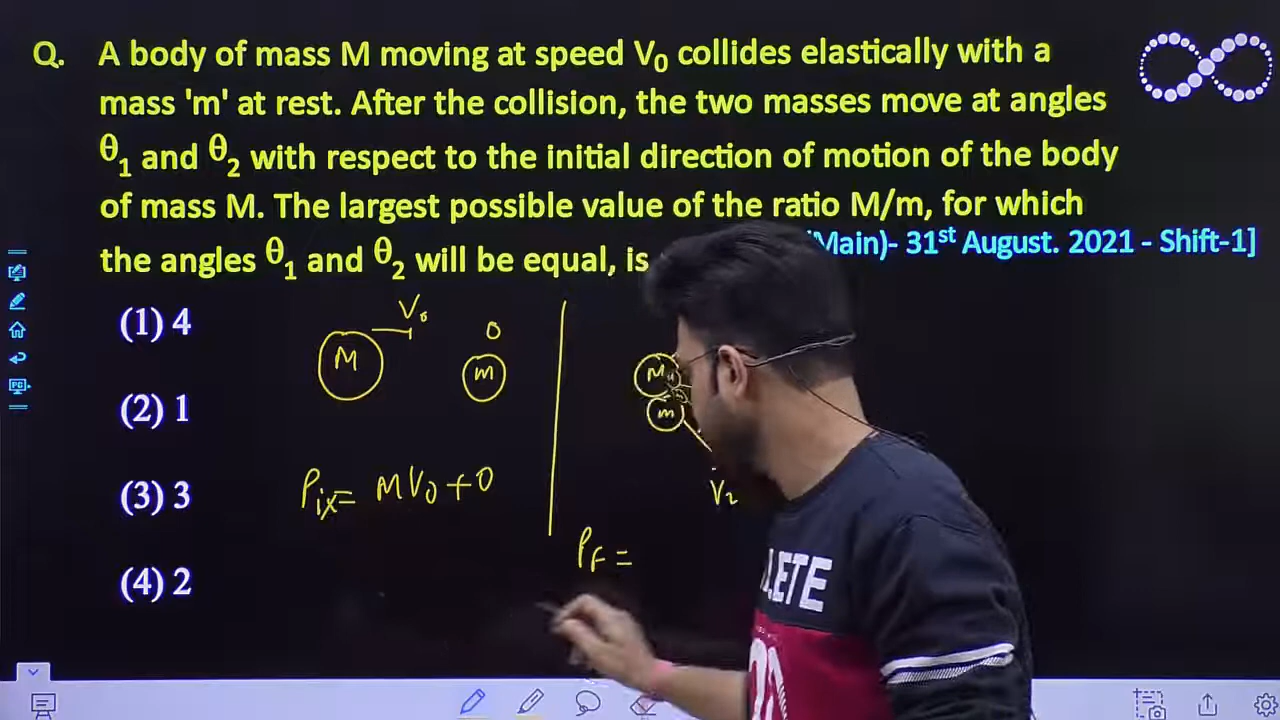 Q. A body of mass M moving at speed V₀ collides elastically with a
mass 'm' at rest. After the collision, the two masses move at angles
θ₁ and θ₂ with respect to the initial direction of motion of the body
of mass M. The largest possible value of the ratio M/m, for which
the angles θ₁ and θ₂ will be equal, is
(Main)- 31st August. 2021 - Shift-1]
(1) 4
(2) 1
(3) 3
(4) 2
V₀
M
0
m
M
m
V₂
Pix = MV₀ + 0
PF =
LETE